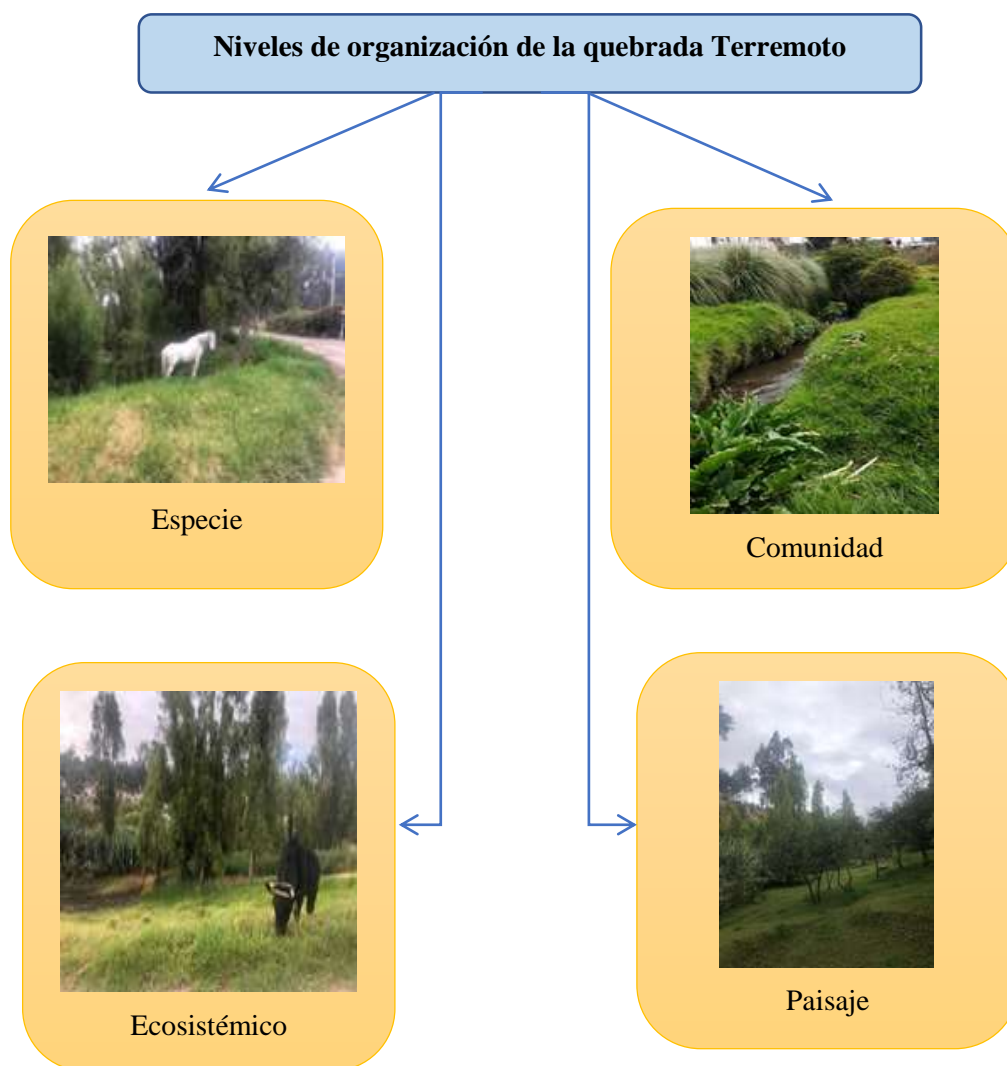 Niveles de organización de la quebrada Terremoto
Especie
Comunidad
Ecosistémico
Paisaje